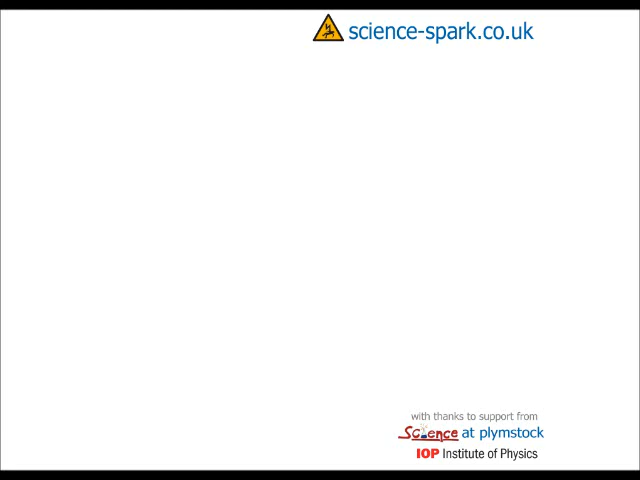 science-spark.co.uk
with thanks to support from
Science at plymstock
IOP Institute of Physics